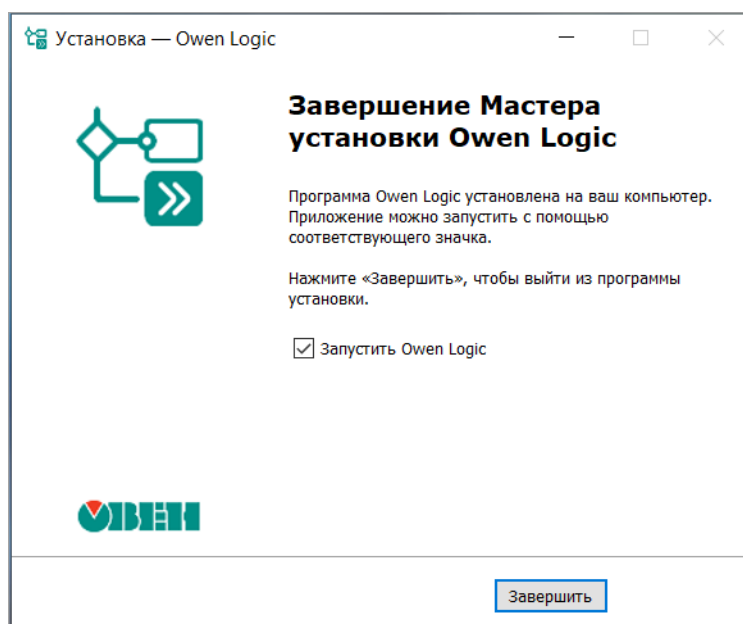 Установка — Owen Logic
Завершение Мастера
установки Owen Logic
Программа Owen Logic установлена на ваш компьютер.
Приложение можно запустить с помощью
соответствующего значка.
Нажмите «Завершить», чтобы выйти из программы
установки.
Запустить Owen Logic
ОВЕН
Завершить